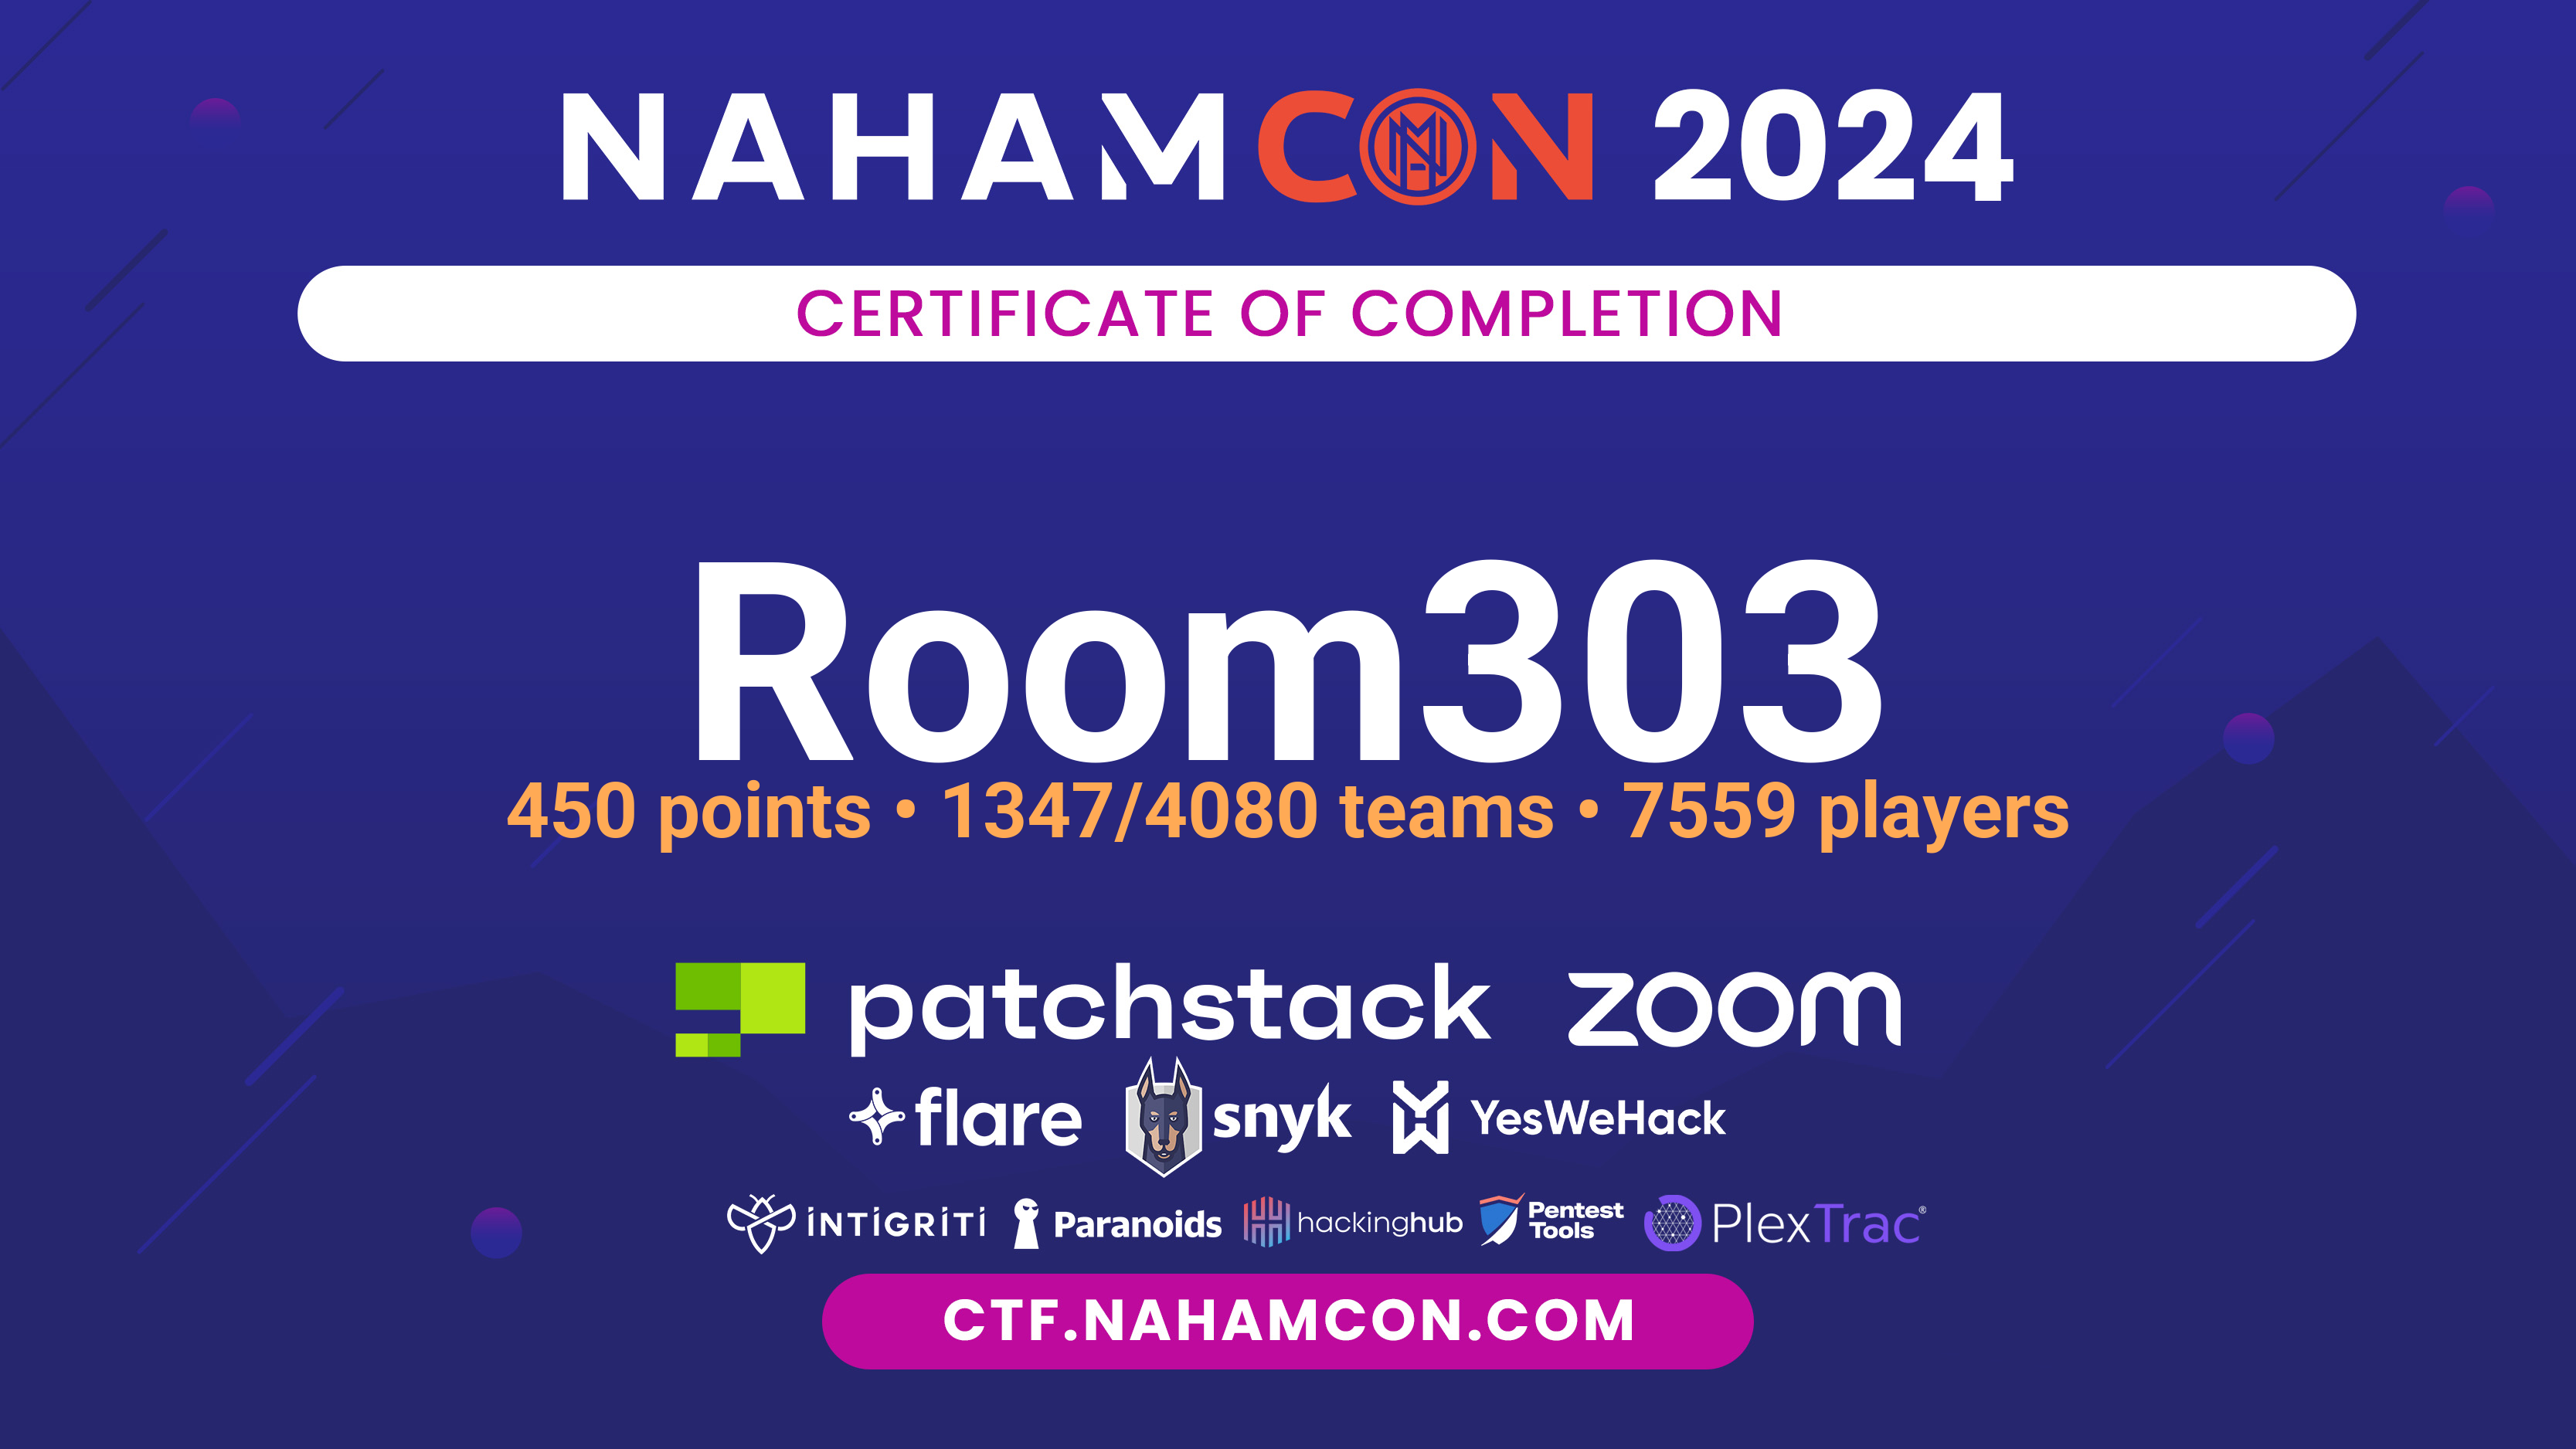 NAHAMCON 2024
CERTIFICATE OF COMPLETION
Room303
450 points • 1347/4080 teams • 7559 players
patchstack zoom
flare snyk YesWeHack
INTIGRITI Paranoids hackinghub Pentest Tools PlexTrac®
CTF.NAHAMCON.COM